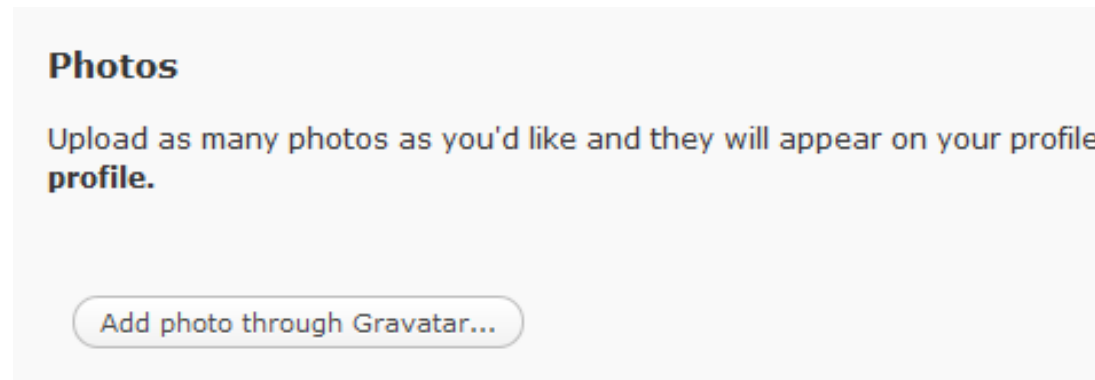 Photos
Upload as many photos as you'd like and they will appear on your profile
profile.
Add photo through Gravatar...